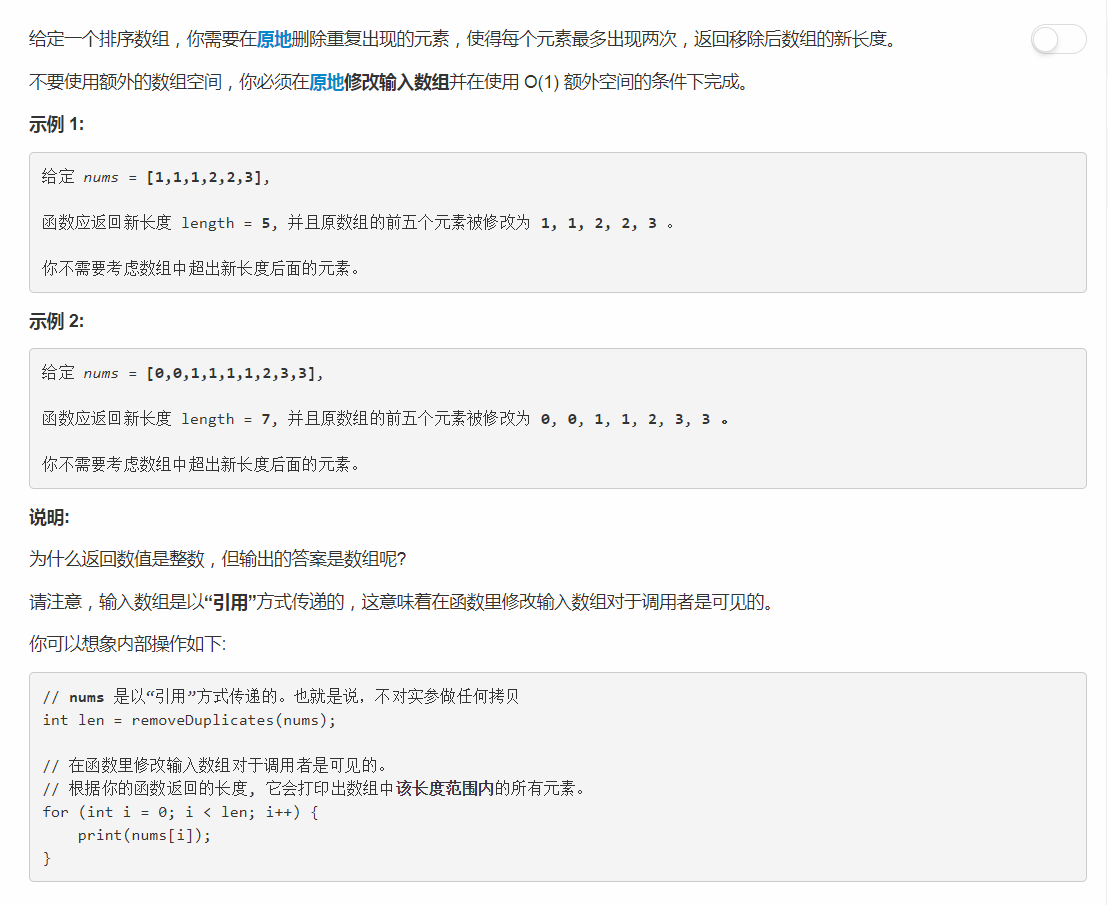 给定一个排序数组，你需要在原地删除重复出现的元素，使得每个元素最多出现两次，返回移除后数组的新长度。
不要使用额外的数组空间，你必须在原地修改输入数组并在使用 O(1) 额外空间的条件下完成。
示例 1:
给定 nums = [1,1,1,2,2,3],
函数应返回新长度 length = 5, 并且原数组的前五个元素被修改为 1, 1, 2, 2, 3 。
你不需要考虑数组中超出新长度后面的元素。
示例 2:
给定 nums = [0,0,1,1,1,1,2,3,3],
函数应返回新长度 length = 7, 并且原数组的前五个元素被修改为 0, 0, 1, 1, 2, 3, 3 。
你不需要考虑数组中超出新长度后面的元素。
说明:
为什么返回数值是整数，但输出的答案是数组呢?
请注意，输入数组是以“引用”方式传递的，这意味着在函数里修改输入数组对于调用者是可见的。
你可以想象内部操作如下:
// nums 是以“引用”方式传递的。也就是说，不对实参做任何拷贝
int len = removeDuplicates(nums);
// 在函数里修改输入数组对于调用者是可见的。
// 根据你的函数返回的长度, 它会打印出数组中该长度范围内的所有元素。
for (int i = 0; i < len; i++) {
    print(nums[i]);
}